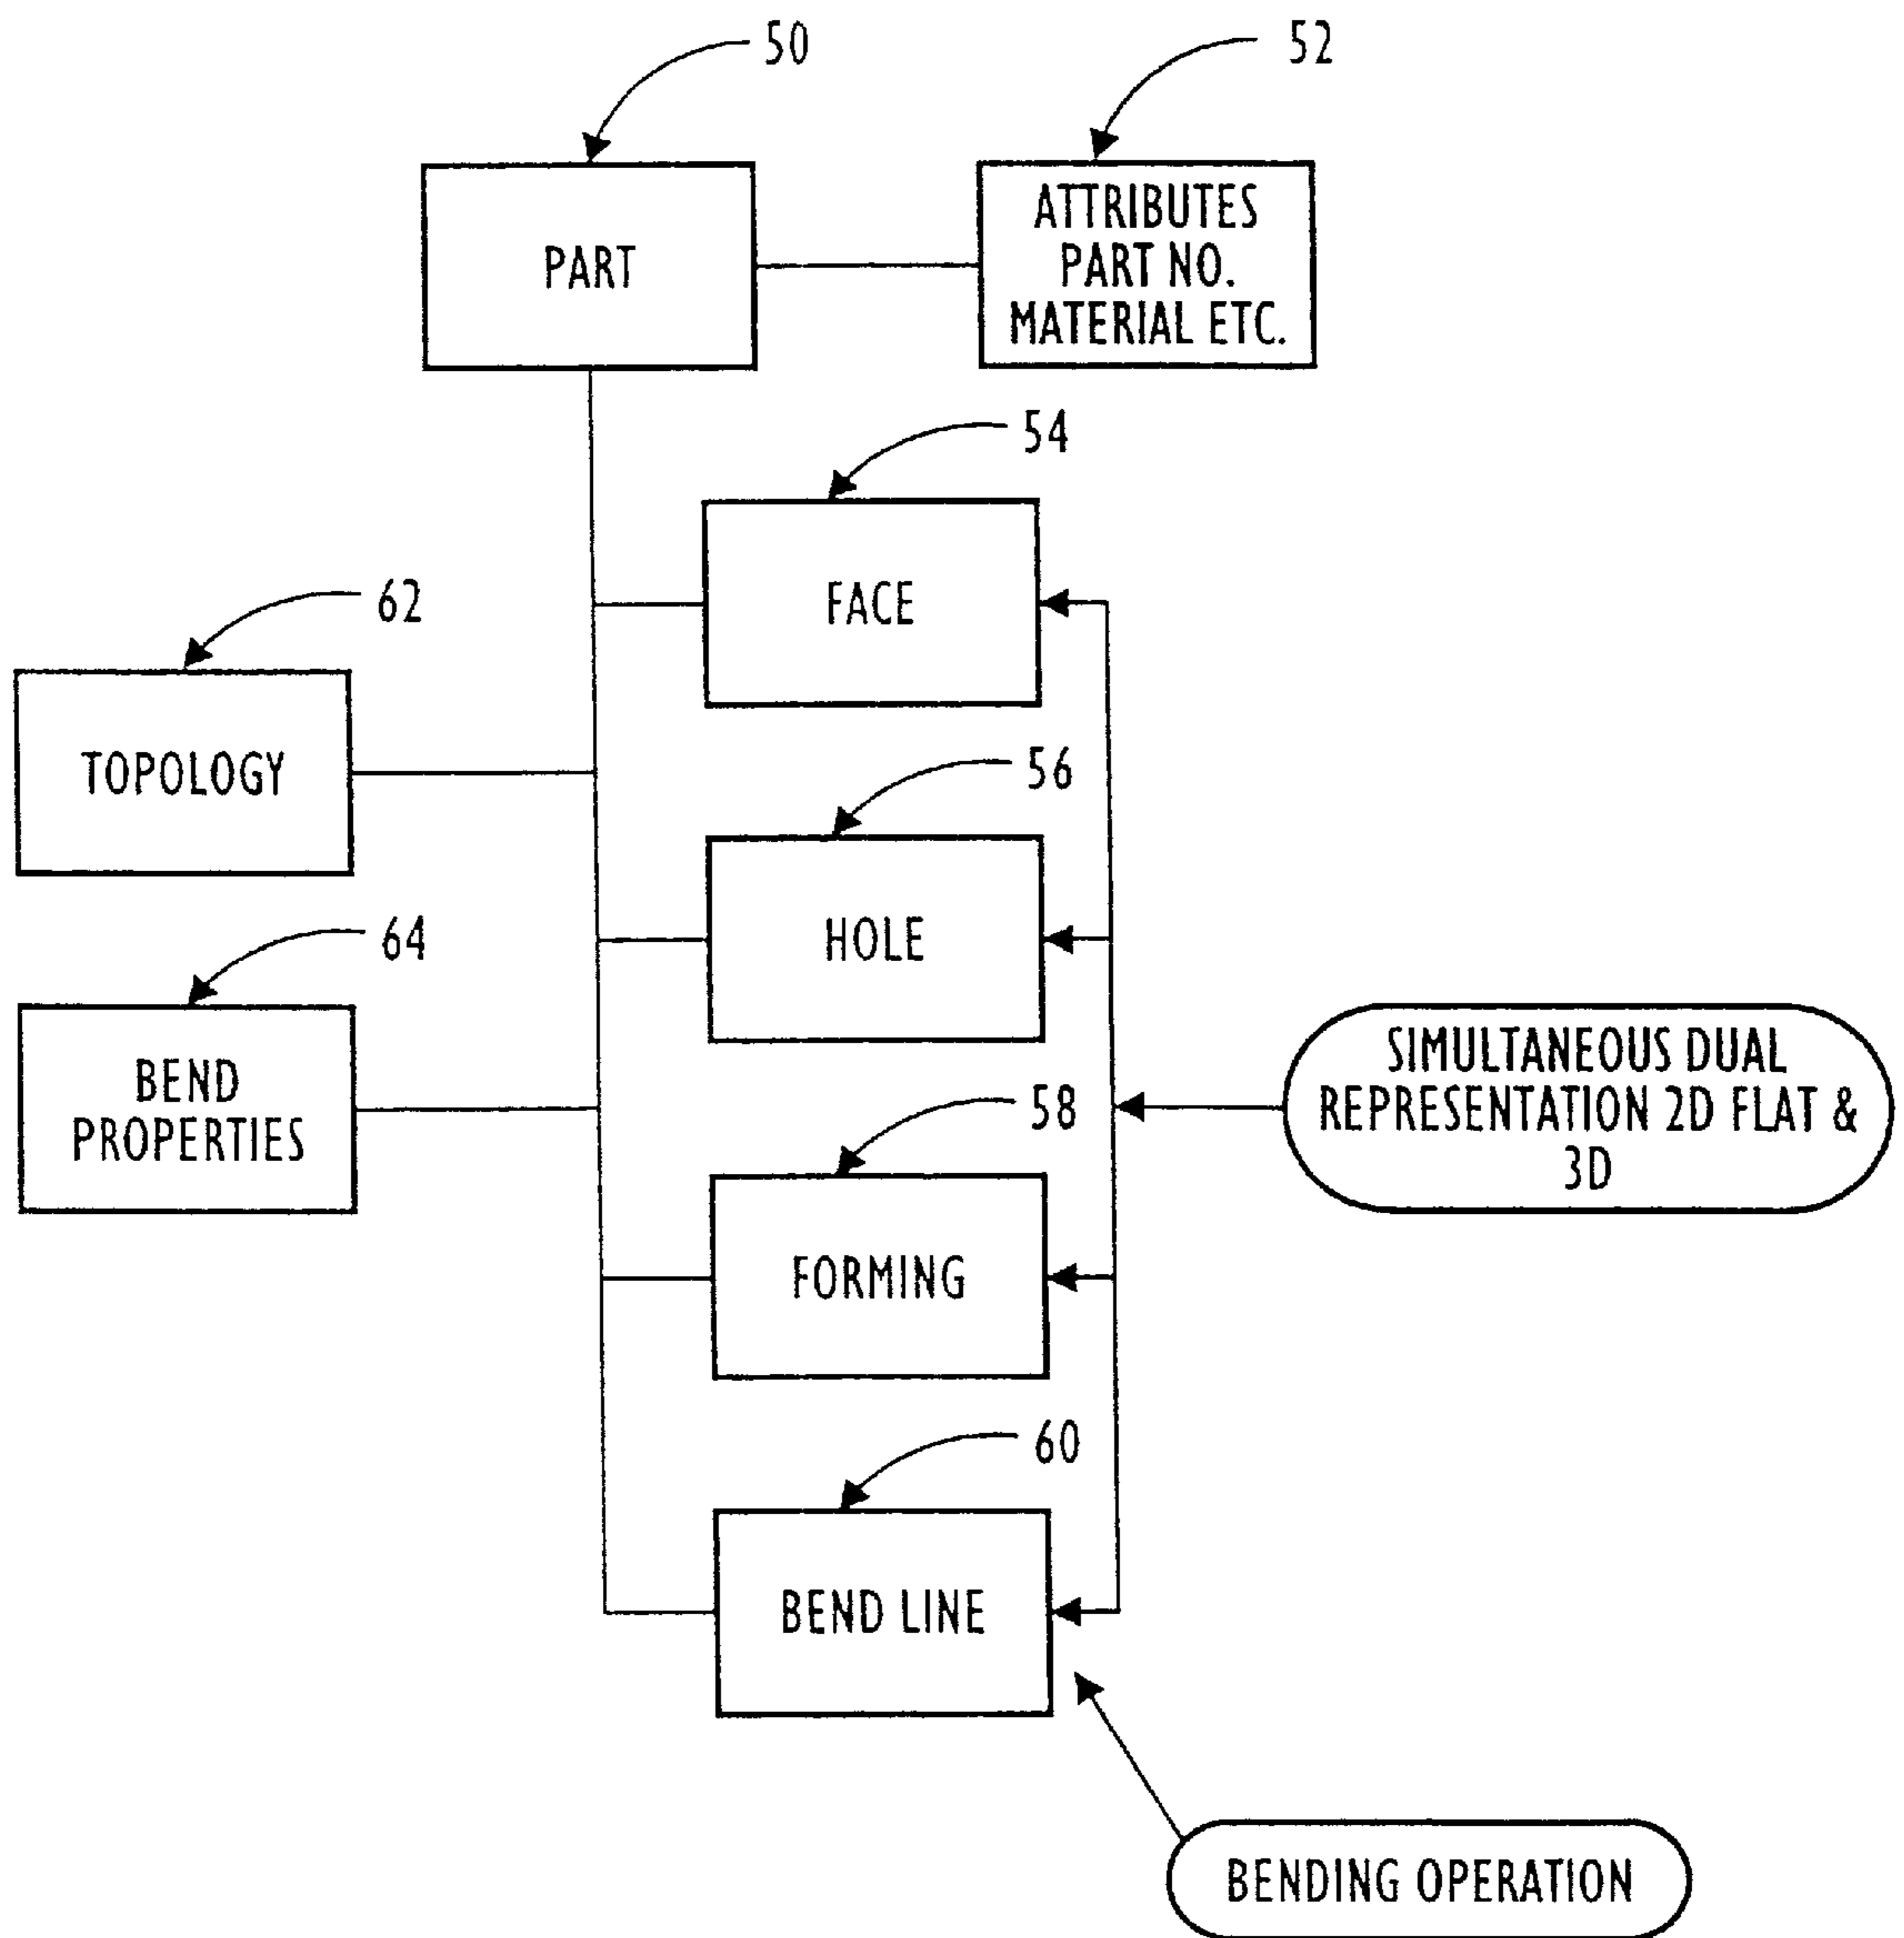 50
52
PART
ATTRIBUTES
PART NO.
MATERIAL ETC.
54
FACE
62
TOPOLOGY
56
HOLE
64
BEND
PROPERTIES
SIMULTANEOUS DUAL
REPRESENTATION 2D FLAT &
3D
58
FORMING
60
BEND LINE
BENDING OPERATION